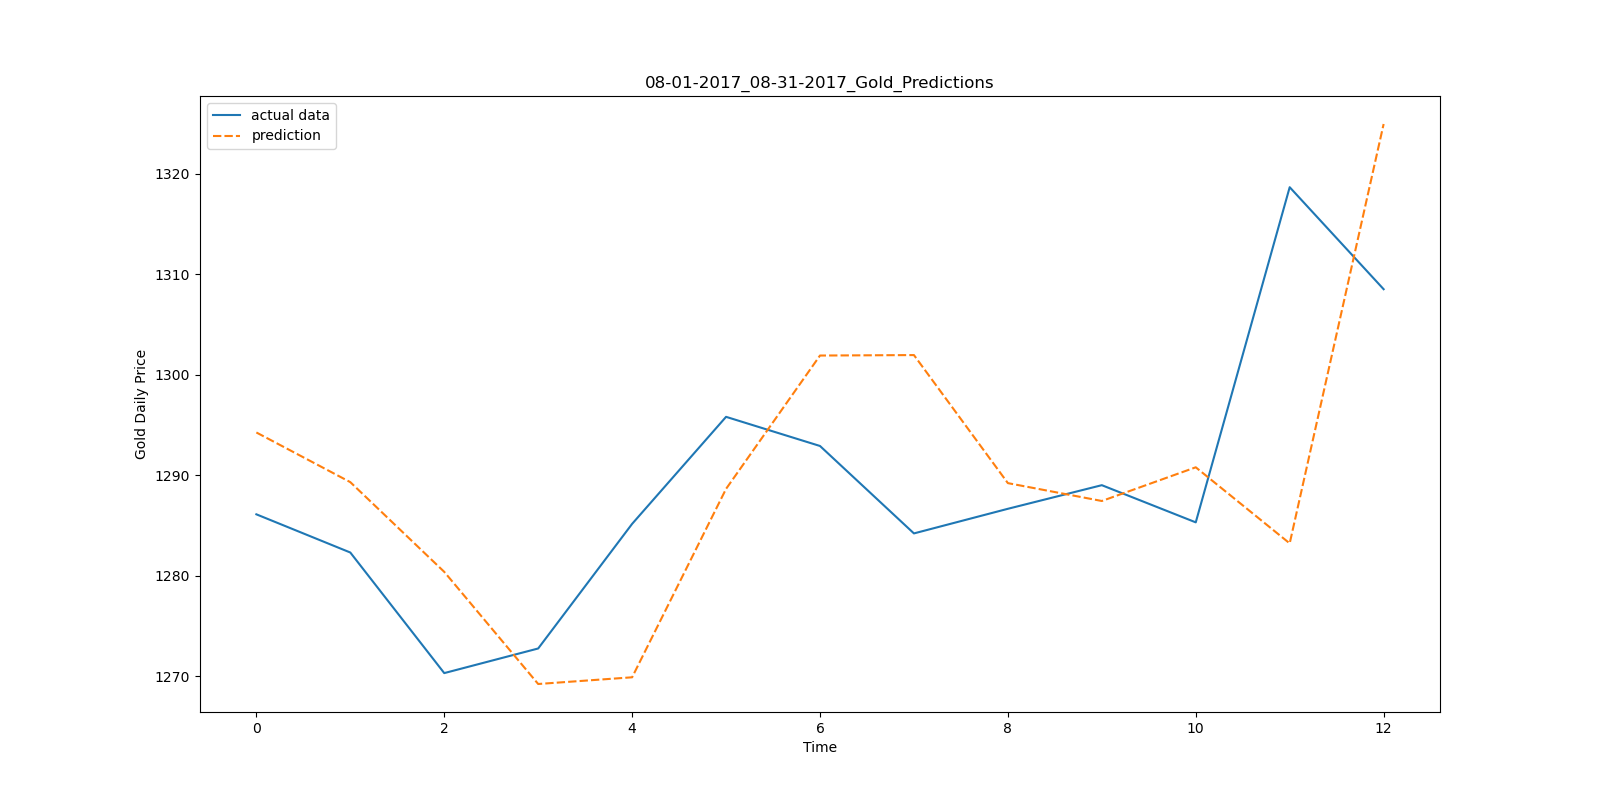 08-01-2017_08-31-2017_Gold_Predictions
actual data
prediction
Gold Daily Price
1320
1310
1300
1290
1280
1270
0 2 4 6 8 10 12
Time